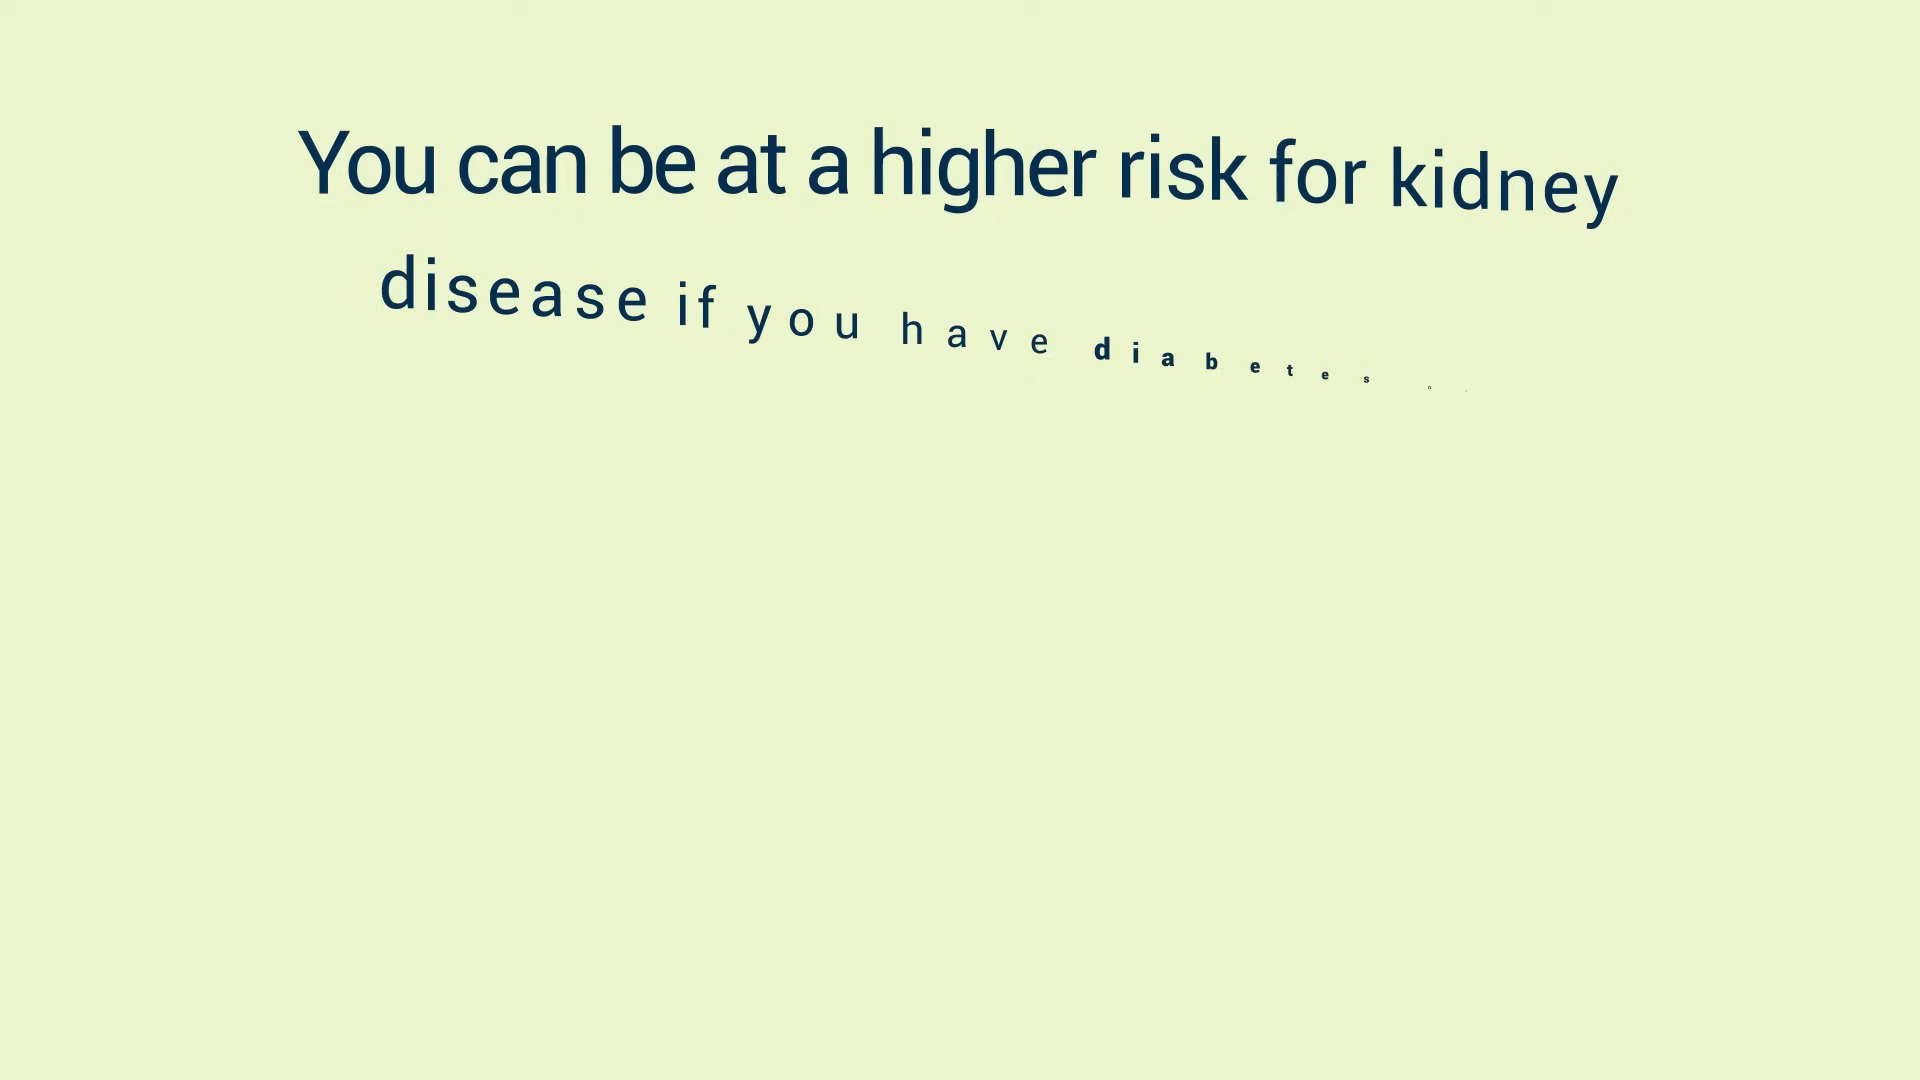 You can be at a higher risk for kidney
disease if you have diabetes